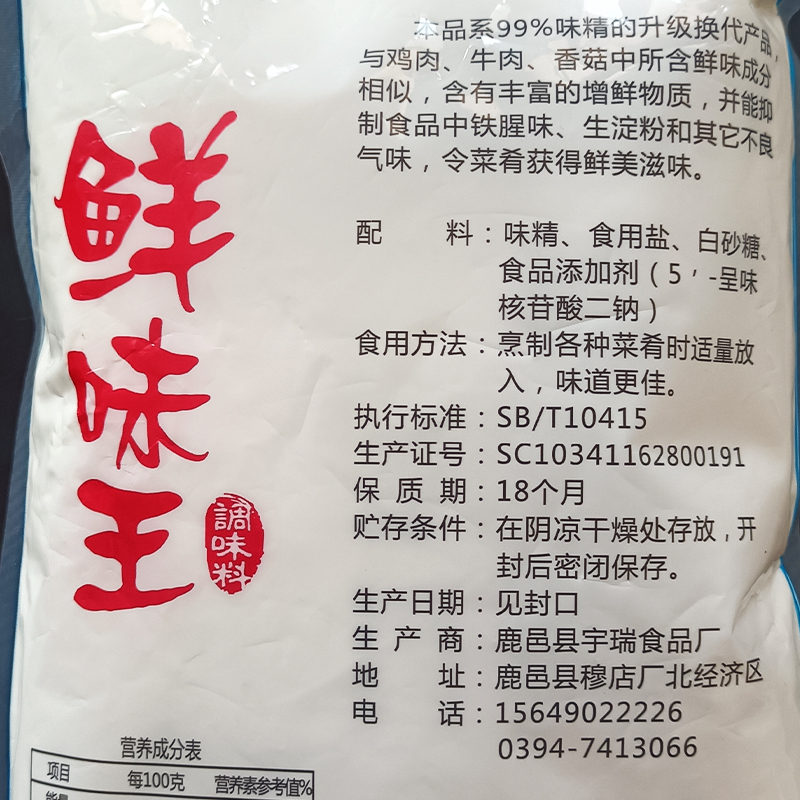 本品系99%味精的升级换代产品,
与鸡肉、牛肉、香菇中所含鲜味成分
相似，含有丰富的增鲜物质，并能抑
制食品中铁腥味、生淀粉和其它不良
气味，令菜肴获得鲜美滋味。
鲜味王
調味料
配 料：味精、食用盐、白砂糖、
食品添加剂（5＇-呈味
核苷酸二钠）
食用方法：烹制各种菜肴时适量放
入，味道更佳。
执行标准：SB/T10415
生产证号：SC10341162800191
保 质 期：18个月
贮存条件：在阴凉干燥处存放，开
封后密闭保存。
生产日期：见封口
生 产 商：鹿邑县宇瑞食品厂
地 址：鹿邑县穆店厂北经济区
电 话：15649022226
0394-7413066
营养成分表
项目 每100克 营养素参考值%
能量